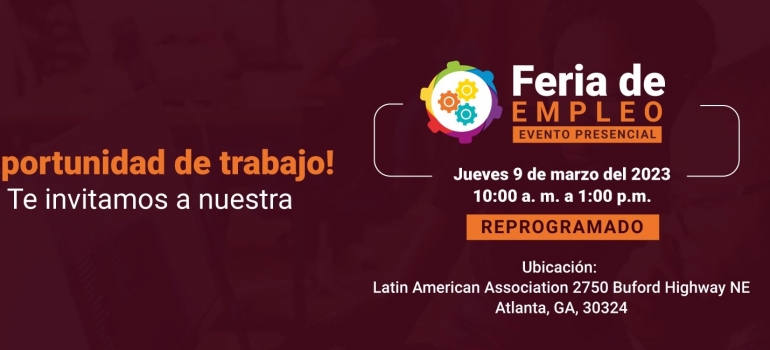 portunidad de trabajo!
Te invitamos a nuestra
Feria de
EMPLEO
EVENTO PRESENCIAL
Jueves 9 de marzo del 2023
10:00 a. m. a 1:00 p.m.
REPROGRAMADO
Ubicación:
Latin American Association 2750 Buford Highway NE
Atlanta, GA, 30324